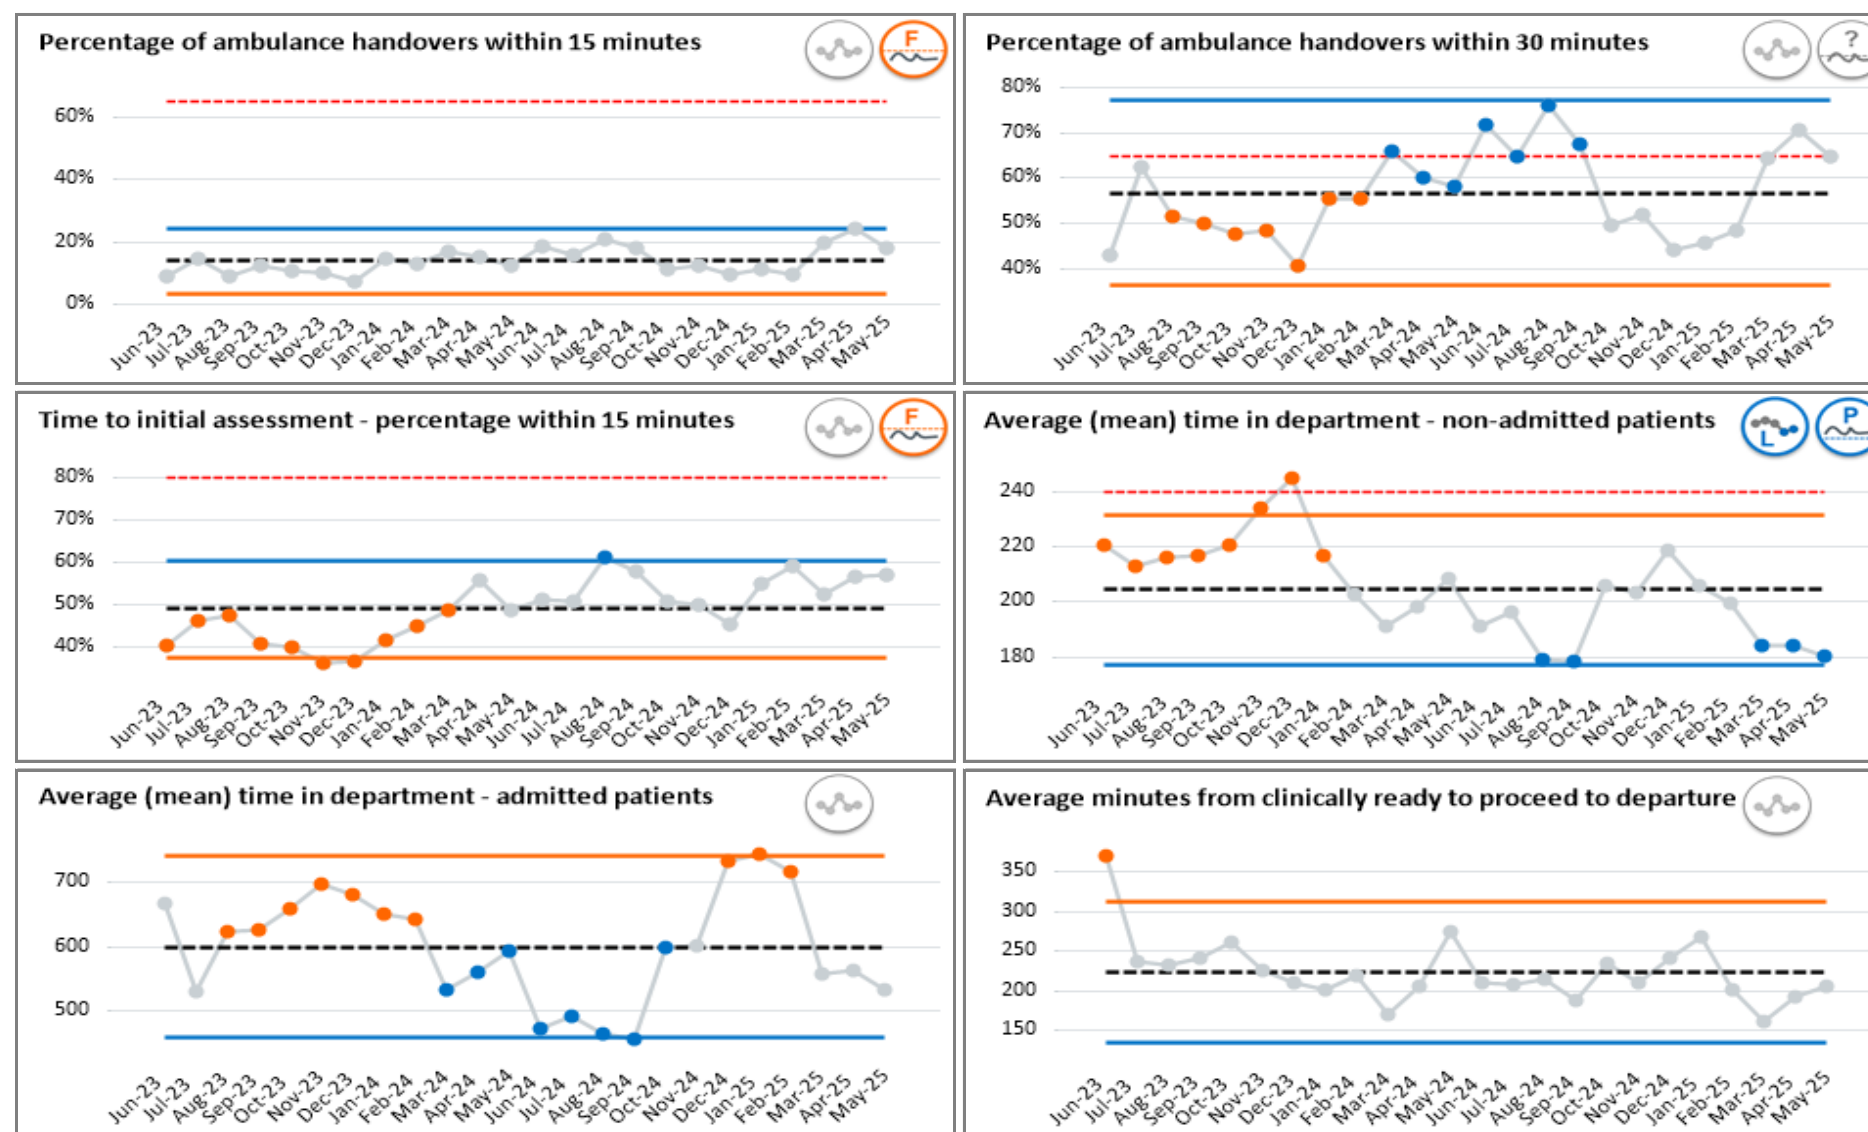 Percentage of ambulance handovers within 15 minutes
F
60%
40%
20%
0%
Jun-23 Jul-23 Aug-23 Sep-23 Oct-23 Nov-23 Dec-23 Jan-24 Feb-24 Mar-24 Apr-24 May-24 Jun-24 Jul-24 Aug-24 Sep-24 Oct-24 Nov-24 Dec-24 Jan-25 Feb-25 Mar-25 Apr-25 May-25
Percentage of ambulance handovers within 30 minutes
?
80%
70%
60%
50%
40%
Jun-23 Jul-23 Aug-23 Sep-23 Oct-23 Nov-23 Dec-23 Jan-24 Feb-24 Mar-24 Apr-24 May-24 Jun-24 Jul-24 Aug-24 Sep-24 Oct-24 Nov-24 Dec-24 Jan-25 Feb-25 Mar-25 Apr-25 May-25
Time to initial assessment - percentage within 15 minutes
F
80%
70%
60%
50%
40%
Jun-23 Jul-23 Aug-23 Sep-23 Oct-23 Nov-23 Dec-23 Jan-24 Feb-24 Mar-24 Apr-24 May-24 Jun-24 Jul-24 Aug-24 Sep-24 Oct-24 Nov-24 Dec-24 Jan-25 Feb-25 Mar-25 Apr-25 May-25
Average (mean) time in department - non-admitted patients
L
P
240
220
200
180
Jun-23 Jul-23 Aug-23 Sep-23 Oct-23 Nov-23 Dec-23 Jan-24 Feb-24 Mar-24 Apr-24 May-24 Jun-24 Jul-24 Aug-24 Sep-24 Oct-24 Nov-24 Dec-24 Jan-25 Feb-25 Mar-25 Apr-25 May-25
Average (mean) time in department - admitted patients
700
600
500
Jun-23 Jul-23 Aug-23 Sep-23 Oct-23 Nov-23 Dec-23 Jan-24 Feb-24 Mar-24 Apr-24 May-24 Jun-24 Jul-24 Aug-24 Sep-24 Oct-24 Nov-24 Dec-24 Jan-25 Feb-25 Mar-25 Apr-25 May-25
Average minutes from clinically ready to proceed to departure
350
300
250
200
150
Jun-23 Jul-23 Aug-23 Sep-23 Oct-23 Nov-23 Dec-23 Jan-24 Feb-24 Mar-24 Apr-24 May-24 Jun-24 Jul-24 Aug-24 Sep-24 Oct-24 Nov-24 Dec-24 Jan-25 Feb-25 Mar-25 Apr-25 May-25